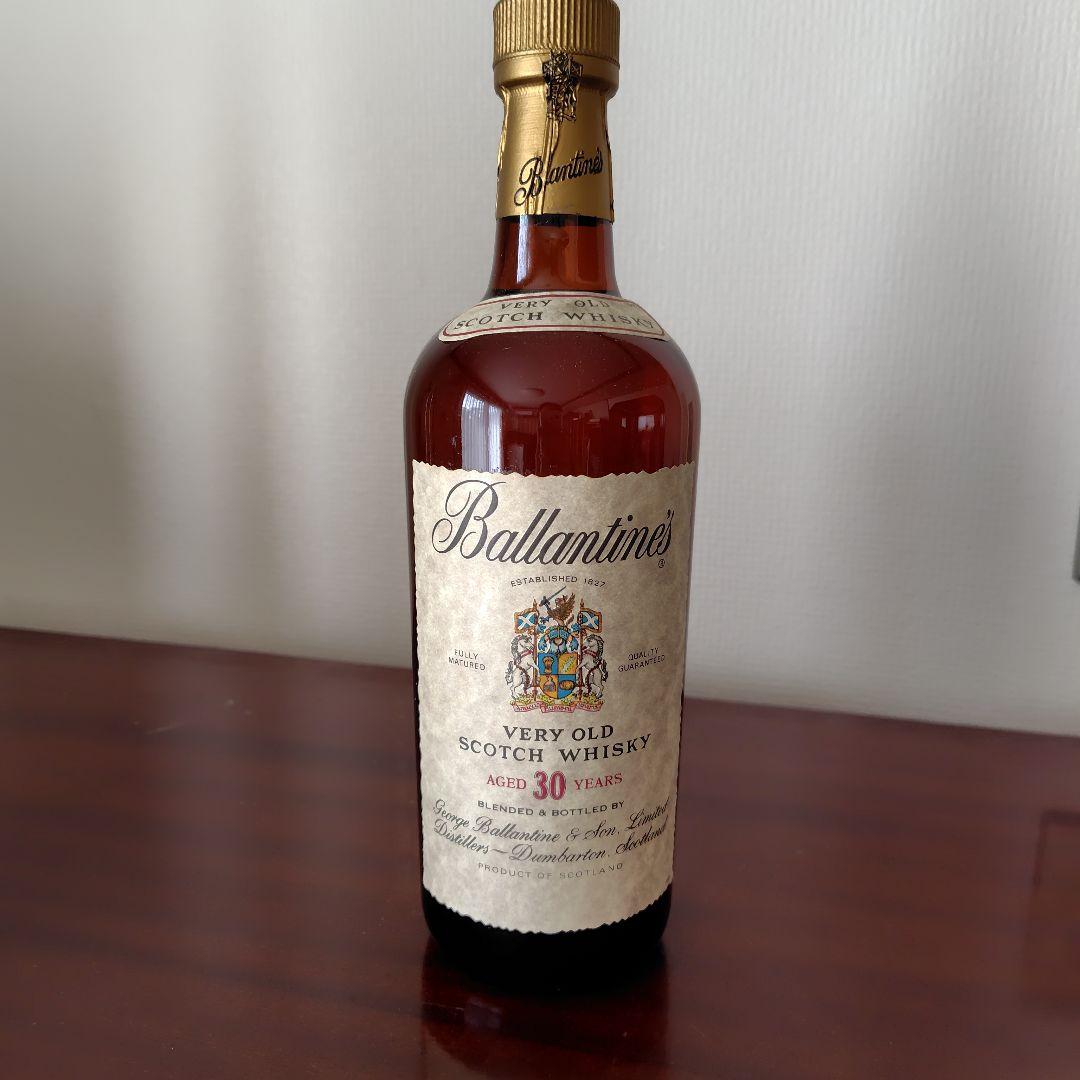 Ballantine's
VERY OLD
SCOTCH WHISKY
Ballantine's
ESTABLISHED 1827
FULLY
MATURED
QUALITY
GUARANTEED
VERY OLD
SCOTCH WHISKY
AGED 30 YEARS
BLENDED & BOTTLED BY
George Ballantine & Son, Limited
Distillers—Dumbarton, Scotland
PRODUCT OF SCOTLAND